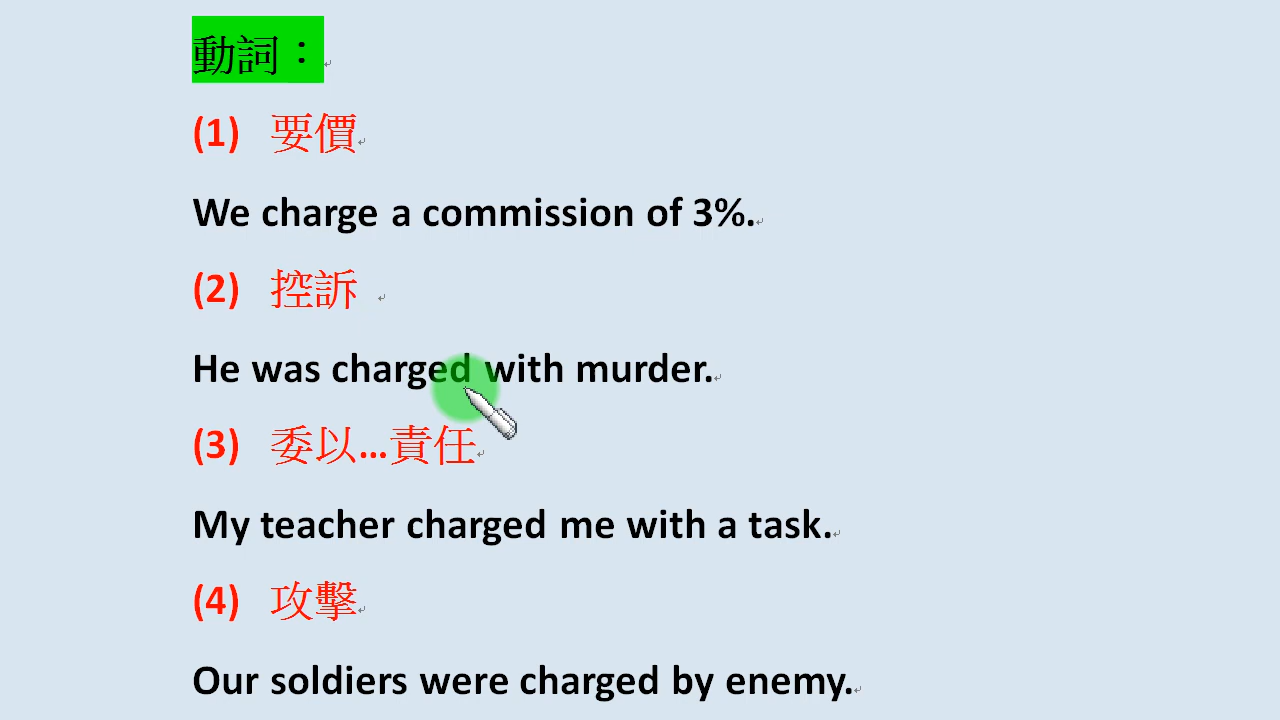 動詞：
(1) 要價
We charge a commission of 3%.
(2) 控訴
He was charged with murder.
(3) 委以...責任
My teacher charged me with a task.
(4) 攻擊
Our soldiers were charged by enemy.